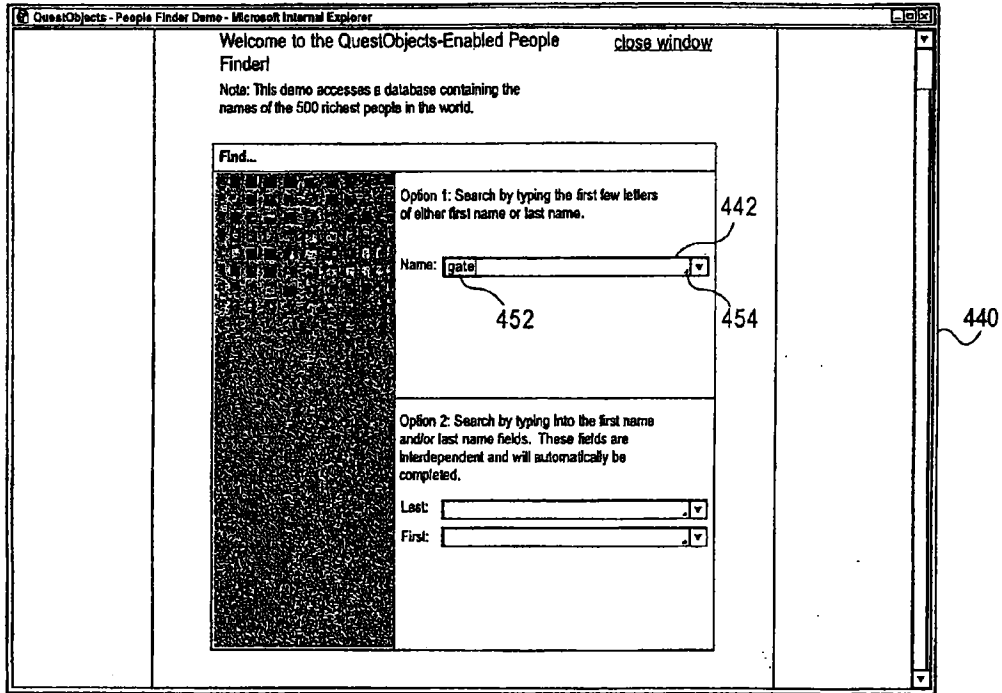 QuestObjects - People Finder Demo - Microsoft Internal Explorer
Welcome to the QuestObjects-Enabled People
Finder!
close window
Note: This demo accesses a database containing the
names of the 500 richest people in the world.
Find...
Option 1: Search by typing the first few letters
of either first name or last name.
442
Name: gate
452
454
440
Option 2: Search by typing into the first name
and/or last name fields. These fields are
interdependent and will automatically be
completed.
Last:
First: